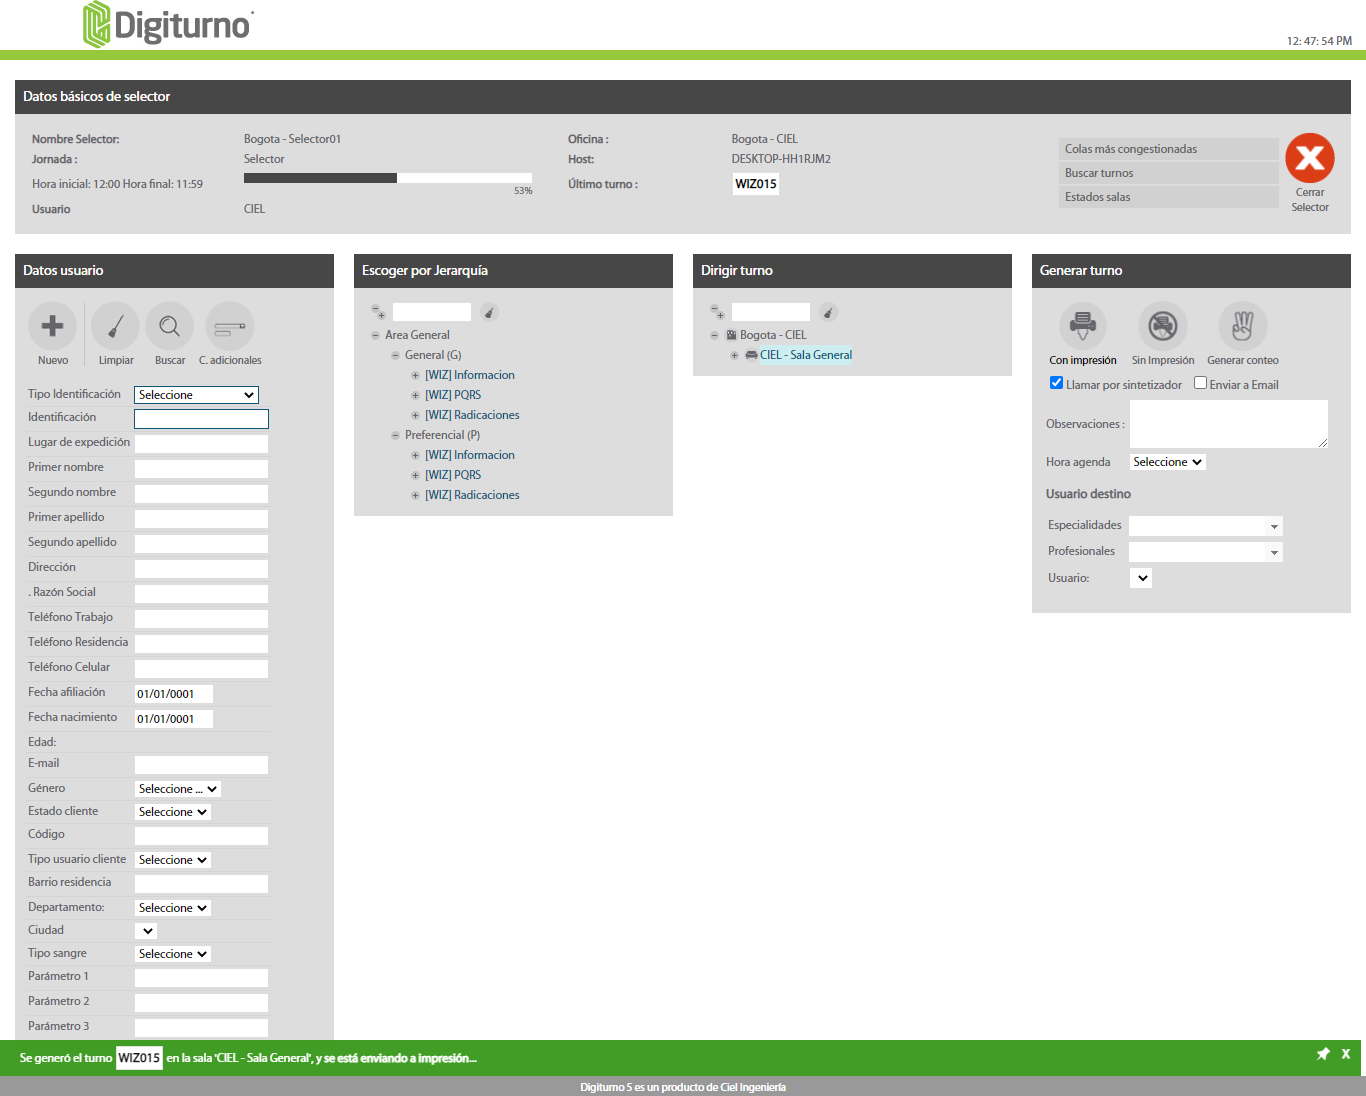 Digiturno
12: 47: 54 PM
Datos básicos de selector
Nombre Selector: Bogota - Selector01 Oficina : Bogota - CIEL
Jornada : Selector Host: DESKTOP-HH1RJM2
Hora inicial: 12:00 Hora final: 11:59 53% Último turno : WIZ015
Usuario CIEL
Colas más congestionadas
Buscar turnos
Estados salas
Cerrar
Selector
Datos usuario
Nuevo Limpiar Buscar C. adicionales
Tipo Identificación Seleccione
Identificación
Lugar de expedición
Primer nombre
Segundo nombre
Primer apellido
Segundo apellido
Dirección
. Razón Social
Teléfono Trabajo
Teléfono Residencia
Teléfono Celular
Fecha afiliación 01/01/0001
Fecha nacimiento 01/01/0001
Edad:
E-mail
Género Seleccione ...
Estado cliente Seleccione
Código
Tipo usuario cliente Seleccione
Barrio residencia
Departamento: Seleccione
Ciudad
Tipo sangre Seleccione
Parámetro 1
Parámetro 2
Parámetro 3
Escoger por Jerarquía
Area General
General (G)
[WIZ] Informacion
[WIZ] PQRS
[WIZ] Radicaciones
Preferencial (P)
[WIZ] Informacion
[WIZ] PQRS
[WIZ] Radicaciones
Dirigir turno
Bogota - CIEL
CIEL - Sala General
Generar turno
Con impresión Sin Impresión Generar conteo
Llamar por sintetizador Enviar a Email
Observaciones :
Hora agenda Seleccione
Usuario destino
Especialidades
Profesionales
Usuario:
Se generó el turno WIZ015 en la sala 'CIEL - Sala General', y se está enviando a impresión... X
Digiturno 5 es un producto de Ciel Ingeniería